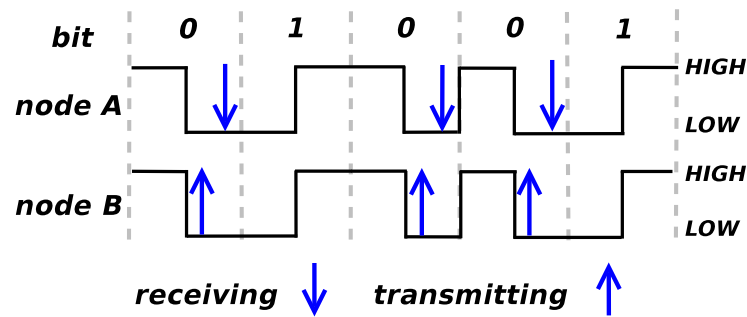 bit 0 1 0 0 1
HIGH
node A
LOW
HIGH
node B
LOW
receiving transmitting